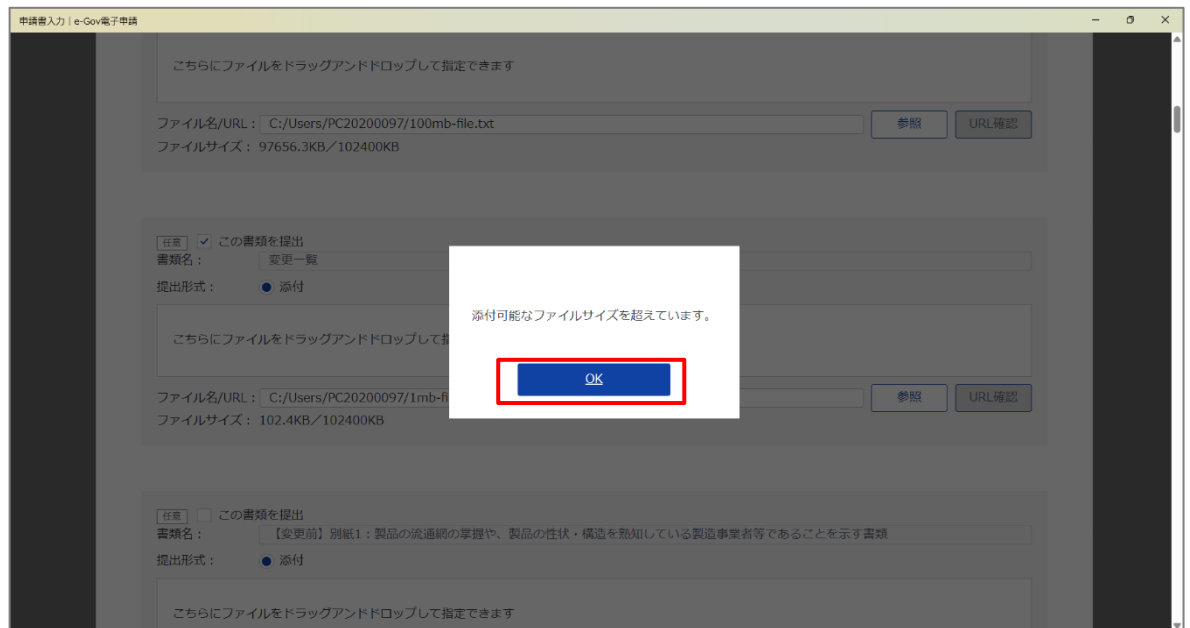 申請書入力｜e-Gov電子申請
こちらにファイルをドラッグアンドドロップして指定できます
ファイル名/URL： C:/Users/PC20200097/100mb-file.txt 参照 URL確認
ファイルサイズ： 97656.3KB／102400KB
任意 この書類を提出
書類名： 変更一覧
提出形式： 添付
添付可能なファイルサイズを超えています。
こちらにファイルをドラッグアンドドロップして指
OK
ファイル名/URL： C:/Users/PC20200097/1mb-fi 参照 URL確認
ファイルサイズ： 102.4KB／102400KB
任意 この書類を提出
書類名： 【変更前】別紙1：製品の流通網の掌握や、製品の性状・構造を熟知している製造事業者等であることを示す書類
提出形式： 添付
こちらにファイルをドラッグアンドドロップして指定できます